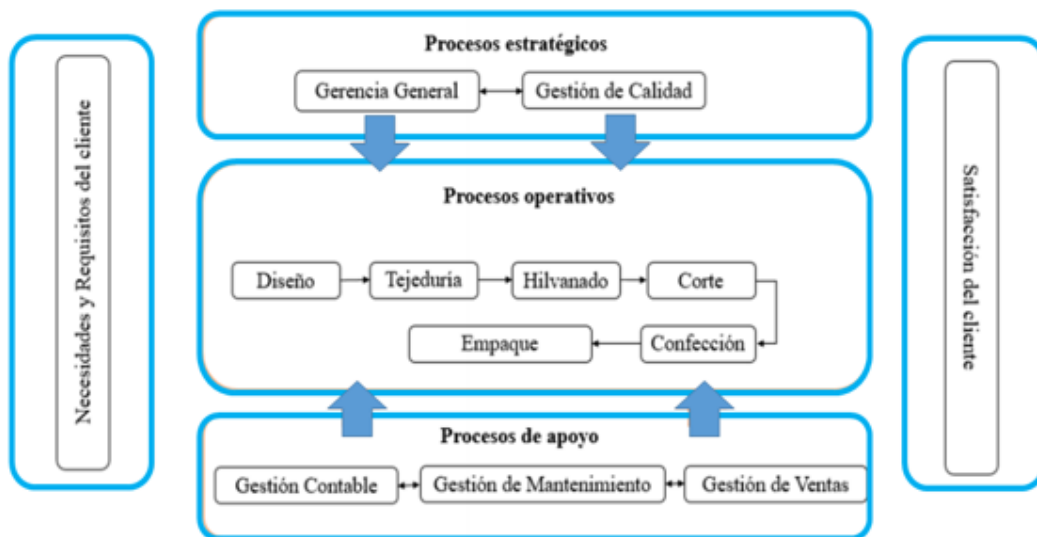 Necesidades y Requisitos del cliente
Procesos estratégicos
Gerencia General
Gestión de Calidad
Procesos operativos
Diseño
Tejeduría
Hilvanado
Corte
Confección
Empaque
Procesos de apoyo
Gestión Contable
Gestión de Mantenimiento
Gestión de Ventas
Satisfacción del cliente